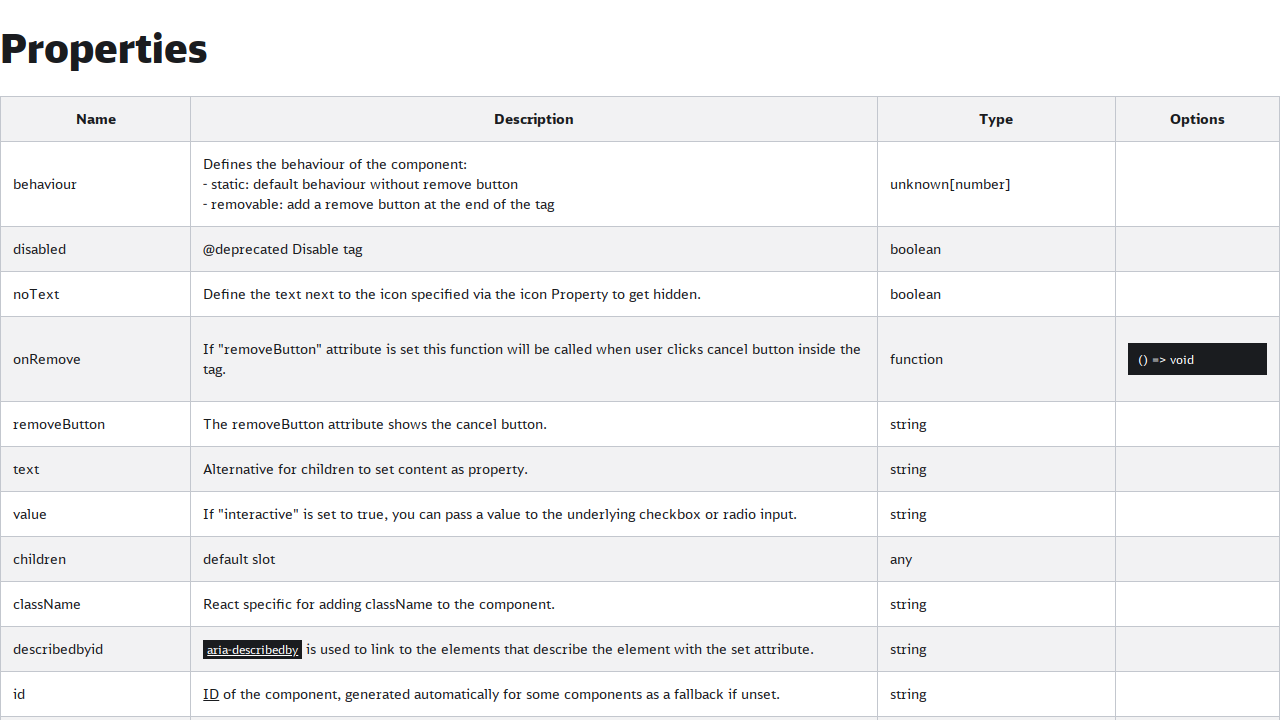 Properties
Name Description Type Options
behaviour
Defines the behaviour of the component:
- static: default behaviour without remove button
- removable: add a remove button at the end of the tag
unknown[number]
disabled @deprecated Disable tag boolean
noText Define the text next to the icon specified via the icon Property to get hidden. boolean
onRemove
If "removeButton" attribute is set this function will be called when user clicks cancel button inside the
tag.
function
() => void
removeButton The removeButton attribute shows the cancel button. string
text Alternative for children to set content as property. string
value If "interactive" is set to true, you can pass a value to the underlying checkbox or radio input. string
children default slot any
className React specific for adding className to the component. string
describedbyid aria-describedby is used to link to the elements that describe the element with the set attribute. string
id ID of the component, generated automatically for some components as a fallback if unset. string